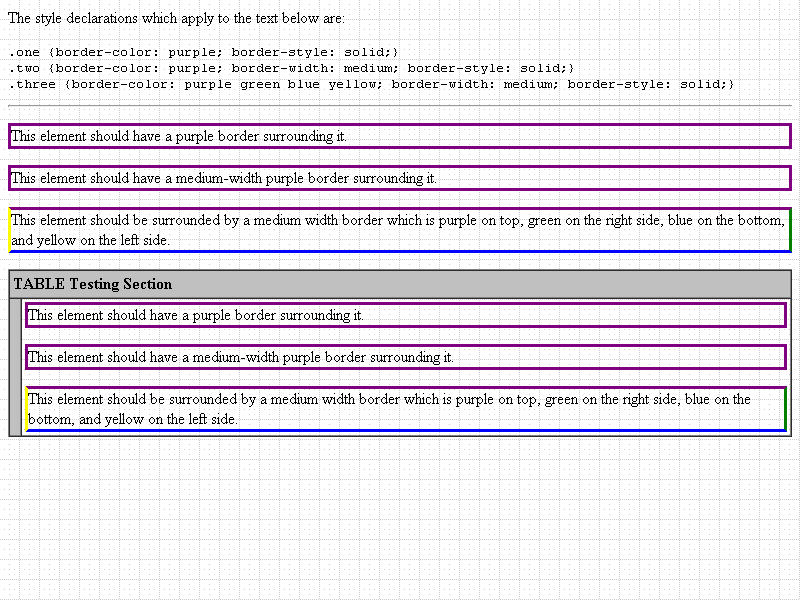 The style declarations which apply to the text below are:
.one {border-color: purple; border-style: solid;}
.two {border-color: purple; border-width: medium; border-style: solid;}
.three {border-color: purple green blue yellow; border-width: medium; border-style: solid;}
This element should have a purple border surrounding it.
This element should have a medium-width purple border surrounding it.
This element should be surrounded by a medium width border which is purple on top, green on the right side, blue on the bottom,
and yellow on the left side.
TABLE Testing Section
This element should have a purple border surrounding it.
This element should have a medium-width purple border surrounding it.
This element should be surrounded by a medium width border which is purple on top, green on the right side, blue on the
bottom, and yellow on the left side.